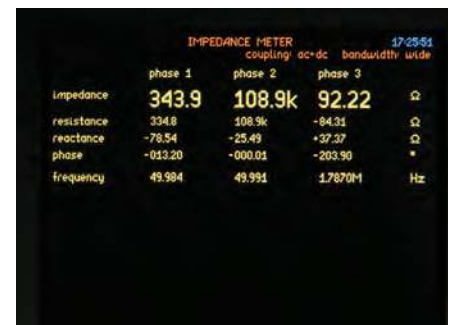 IMPEDANCE METER 17:25:51
coupling: ac+dc bandwidth: wide
phase 1 phase 2 phase 3
impedance 343.9 108.9k 92.22 Ω
resistance 334.8 108.9k -84.31 Ω
reactance -78.54 -25.49 +37.37 Ω
phase -013.20 -000.01 -203.90 °
frequency 49.984 49.991 1.7870M Hz